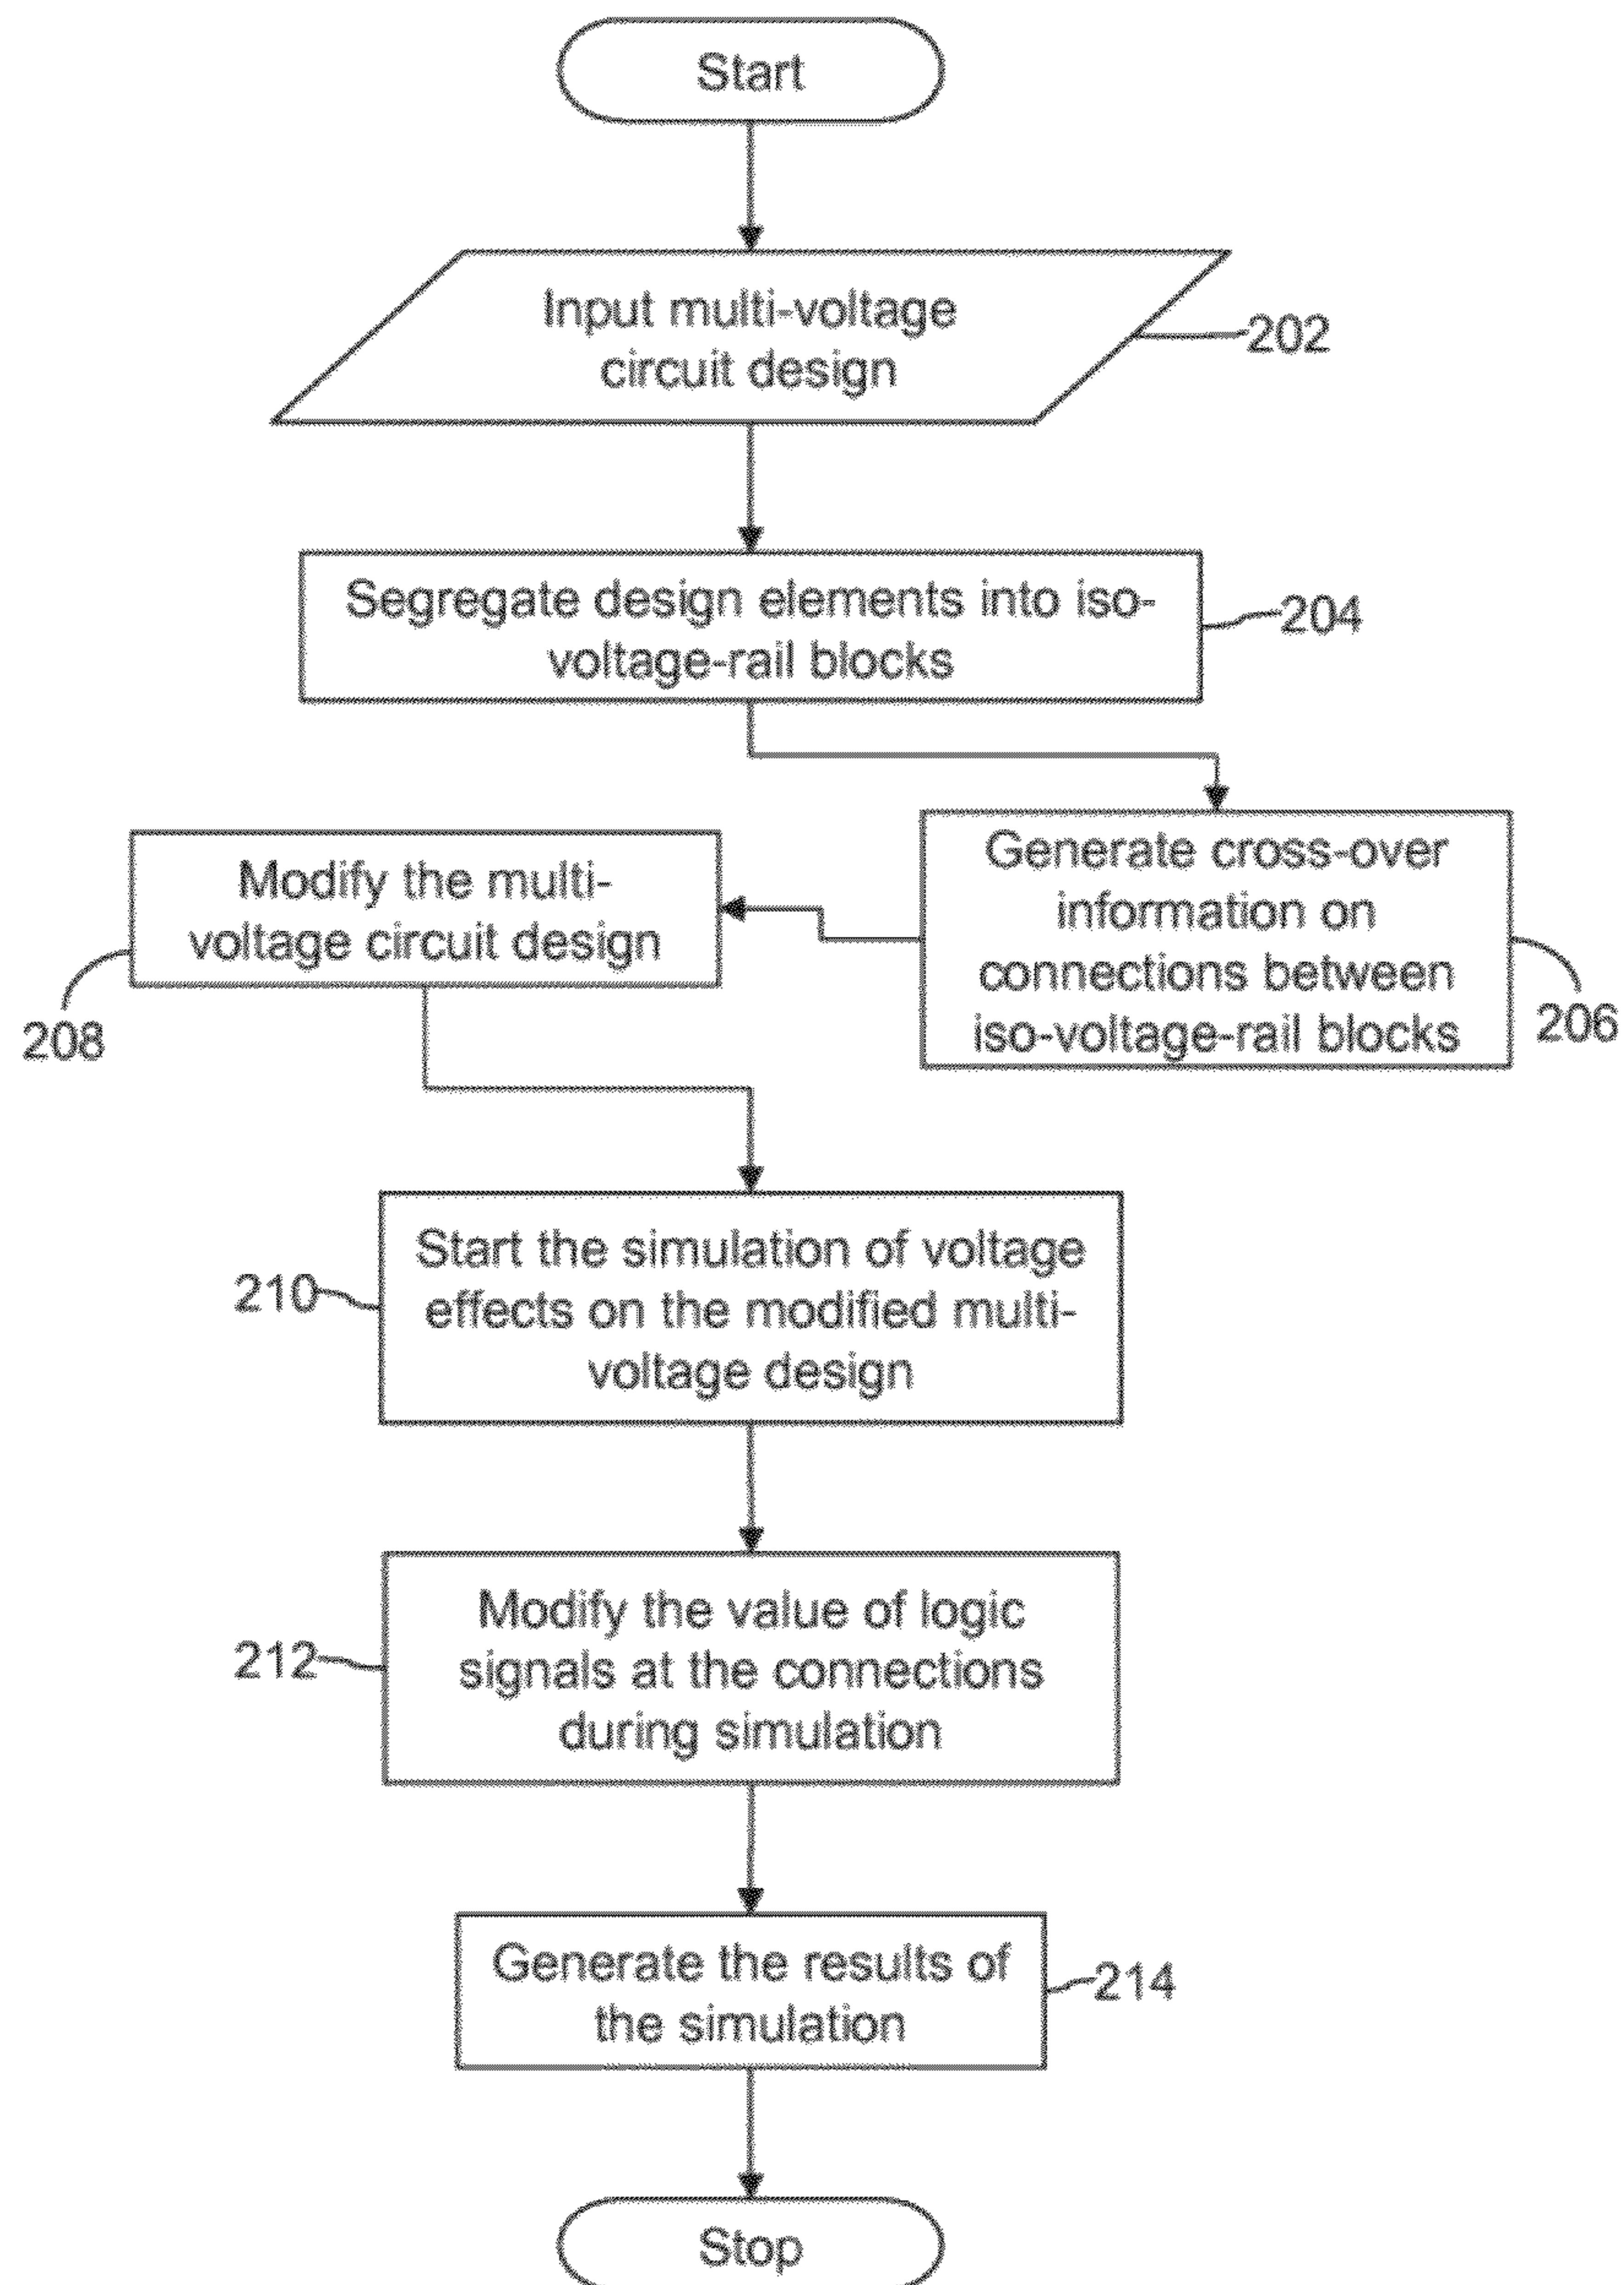 Start
Input multi-voltage
circuit design
202
Segregate design elements into iso-
voltage-rail blocks
204
Generate cross-over
information on
connections between
iso-voltage-rail blocks
206
Modify the multi-
voltage circuit design
208
Start the simulation of voltage
effects on the modified multi-
voltage design
210
Modify the value of logic
signals at the connections
during simulation
212
Generate the results of
the simulation
214
Stop